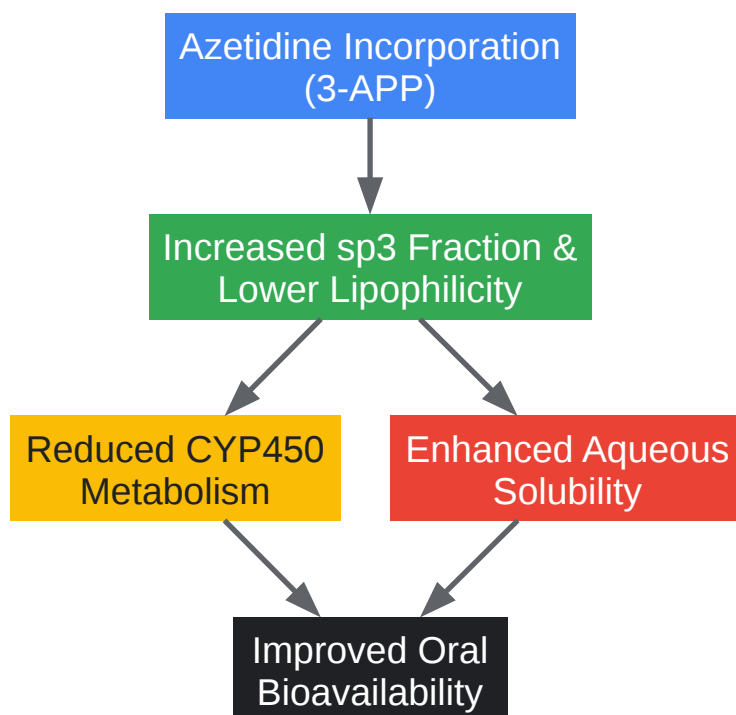 Azetidine Incorporation
(3-APP)
Increased sp3 Fraction &
Lower Lipophilicity
Reduced CYP450
Metabolism
Enhanced Aqueous
Solubility
Improved Oral
Bioavailability